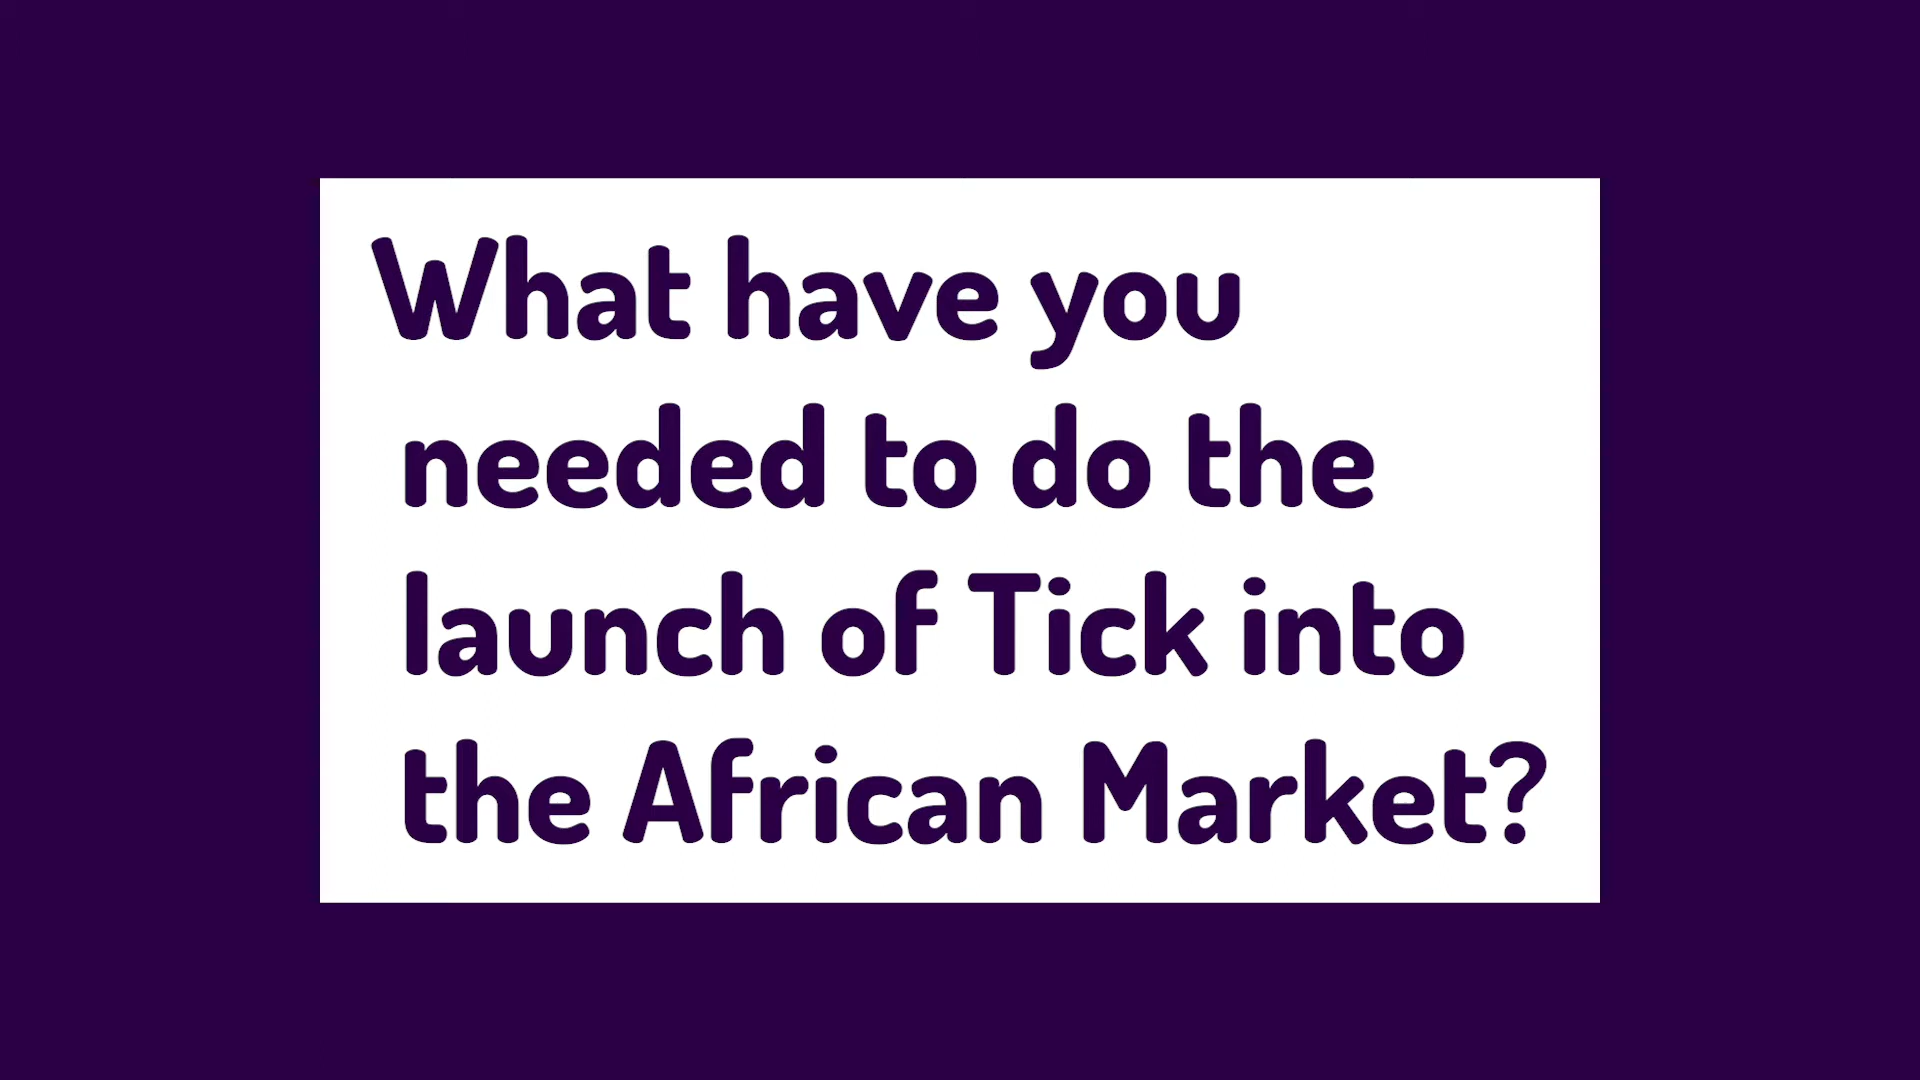 What have you
needed to do the
launch of Tick into
the African Market?